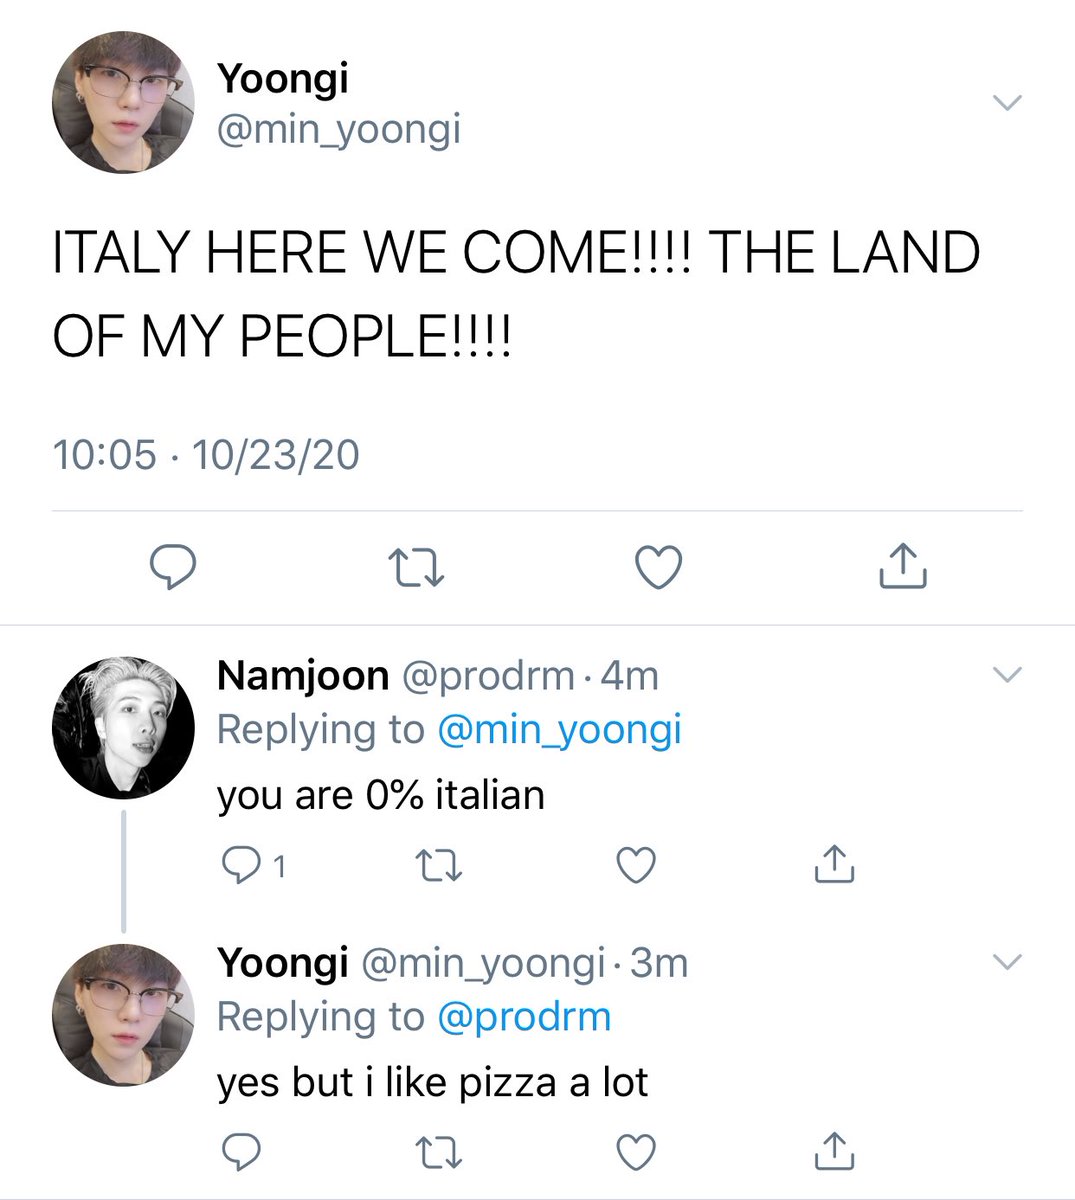 Yoongi
@min_yoongi
ITALY HERE WE COME!!!! THE LAND
OF MY PEOPLE!!!!
10:05 · 10/23/20
Namjoon @prodrm · 4m
Replying to @min_yoongi
you are 0% italian
1
Yoongi @min_yoongi · 3m
Replying to @prodrm
yes but i like pizza a lot